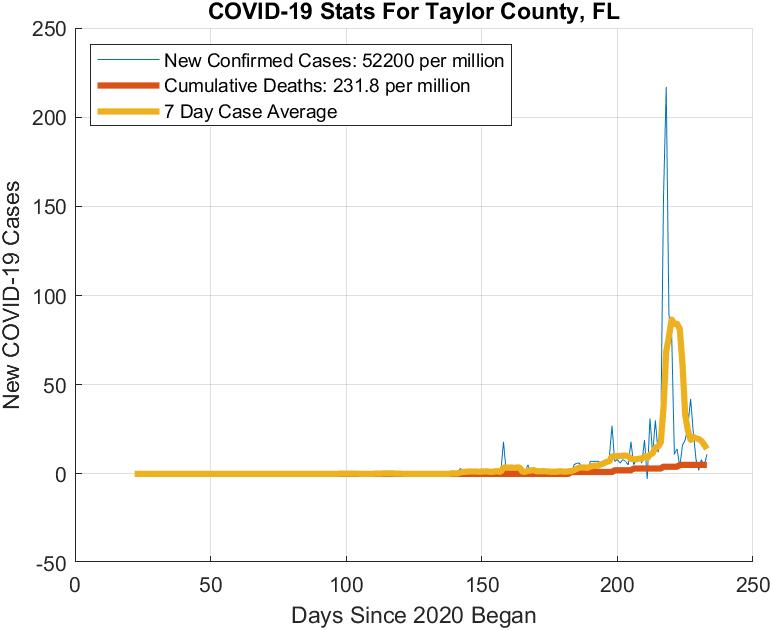 COVID-19 Stats For Taylor County, FL
New Confirmed Cases: 52200 per million
Cumulative Deaths: 231.8 per million
7 Day Case Average
New COVID-19 Cases
250
200
150
100
50
0
-50
0 50 100 150 200 250
Days Since 2020 Began